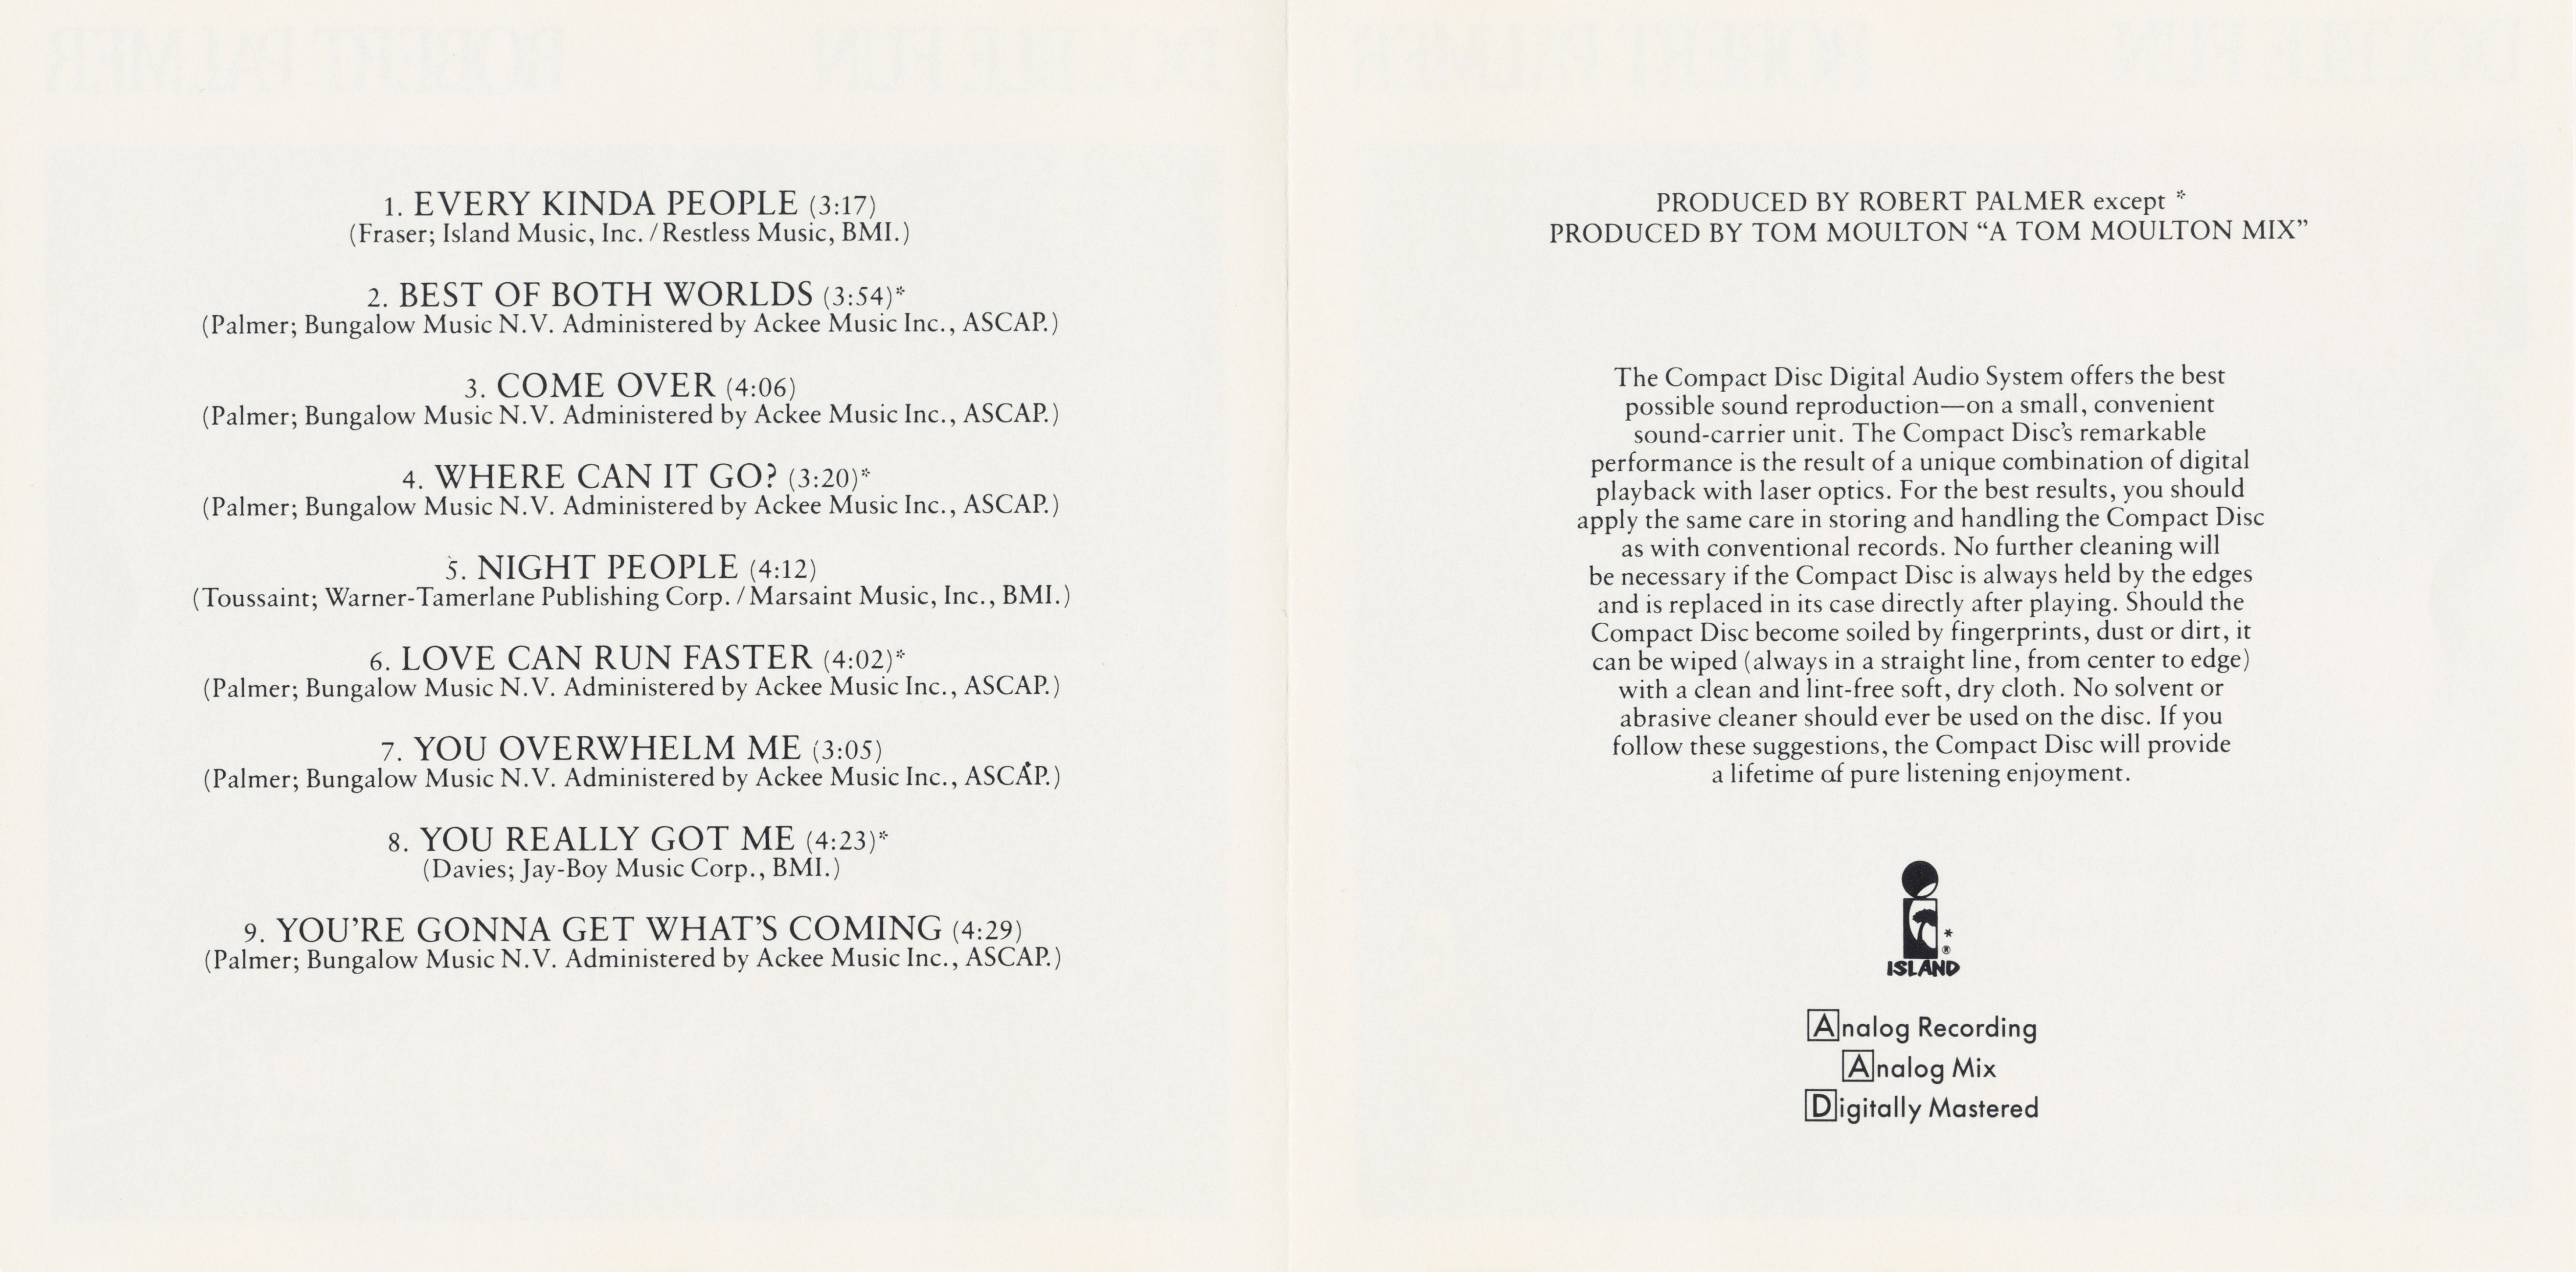 1. EVERY KINDA PEOPLE (3:17)
(Fraser; Island Music, Inc. / Restless Music, BMI.)
2. BEST OF BOTH WORLDS (3:54)*
(Palmer; Bungalow Music N.V. Administered by Ackee Music Inc., ASCAP.)
3. COME OVER (4:06)
(Palmer; Bungalow Music N.V. Administered by Ackee Music Inc., ASCAP.)
4. WHERE CAN IT GO? (3:20)*
(Palmer; Bungalow Music N.V. Administered by Ackee Music Inc., ASCAP.)
5. NIGHT PEOPLE (4:12)
(Toussaint; Warner-Tamerlane Publishing Corp. / Marsaint Music, Inc., BMI.)
6. LOVE CAN RUN FASTER (4:02)*
(Palmer; Bungalow Music N.V. Administered by Ackee Music Inc., ASCAP.)
7. YOU OVERWHELM ME (3:05)
(Palmer; Bungalow Music N.V. Administered by Ackee Music Inc., ASCAP.)
8. YOU REALLY GOT ME (4:23)*
(Davies; Jay-Boy Music Corp., BMI.)
9. YOU'RE GONNA GET WHAT'S COMING (4:29)
(Palmer; Bungalow Music N.V. Administered by Ackee Music Inc., ASCAP.)
PRODUCED BY ROBERT PALMER except *
PRODUCED BY TOM MOULTON “A TOM MOULTON MIX”
The Compact Disc Digital Audio System offers the best
possible sound reproduction—on a small, convenient
sound-carrier unit. The Compact Disc's remarkable
performance is the result of a unique combination of digital
playback with laser optics. For the best results, you should
apply the same care in storing and handling the Compact Disc
as with conventional records. No further cleaning will
be necessary if the Compact Disc is always held by the edges
and is replaced in its case directly after playing. Should the
Compact Disc become soiled by fingerprints, dust or dirt, it
can be wiped (always in a straight line, from center to edge)
with a clean and lint-free soft, dry cloth. No solvent or
abrasive cleaner should ever be used on the disc. If you
follow these suggestions, the Compact Disc will provide
a lifetime of pure listening enjoyment.
* ®
ISLAND
Analog Recording
Analog Mix
Digitally Mastered